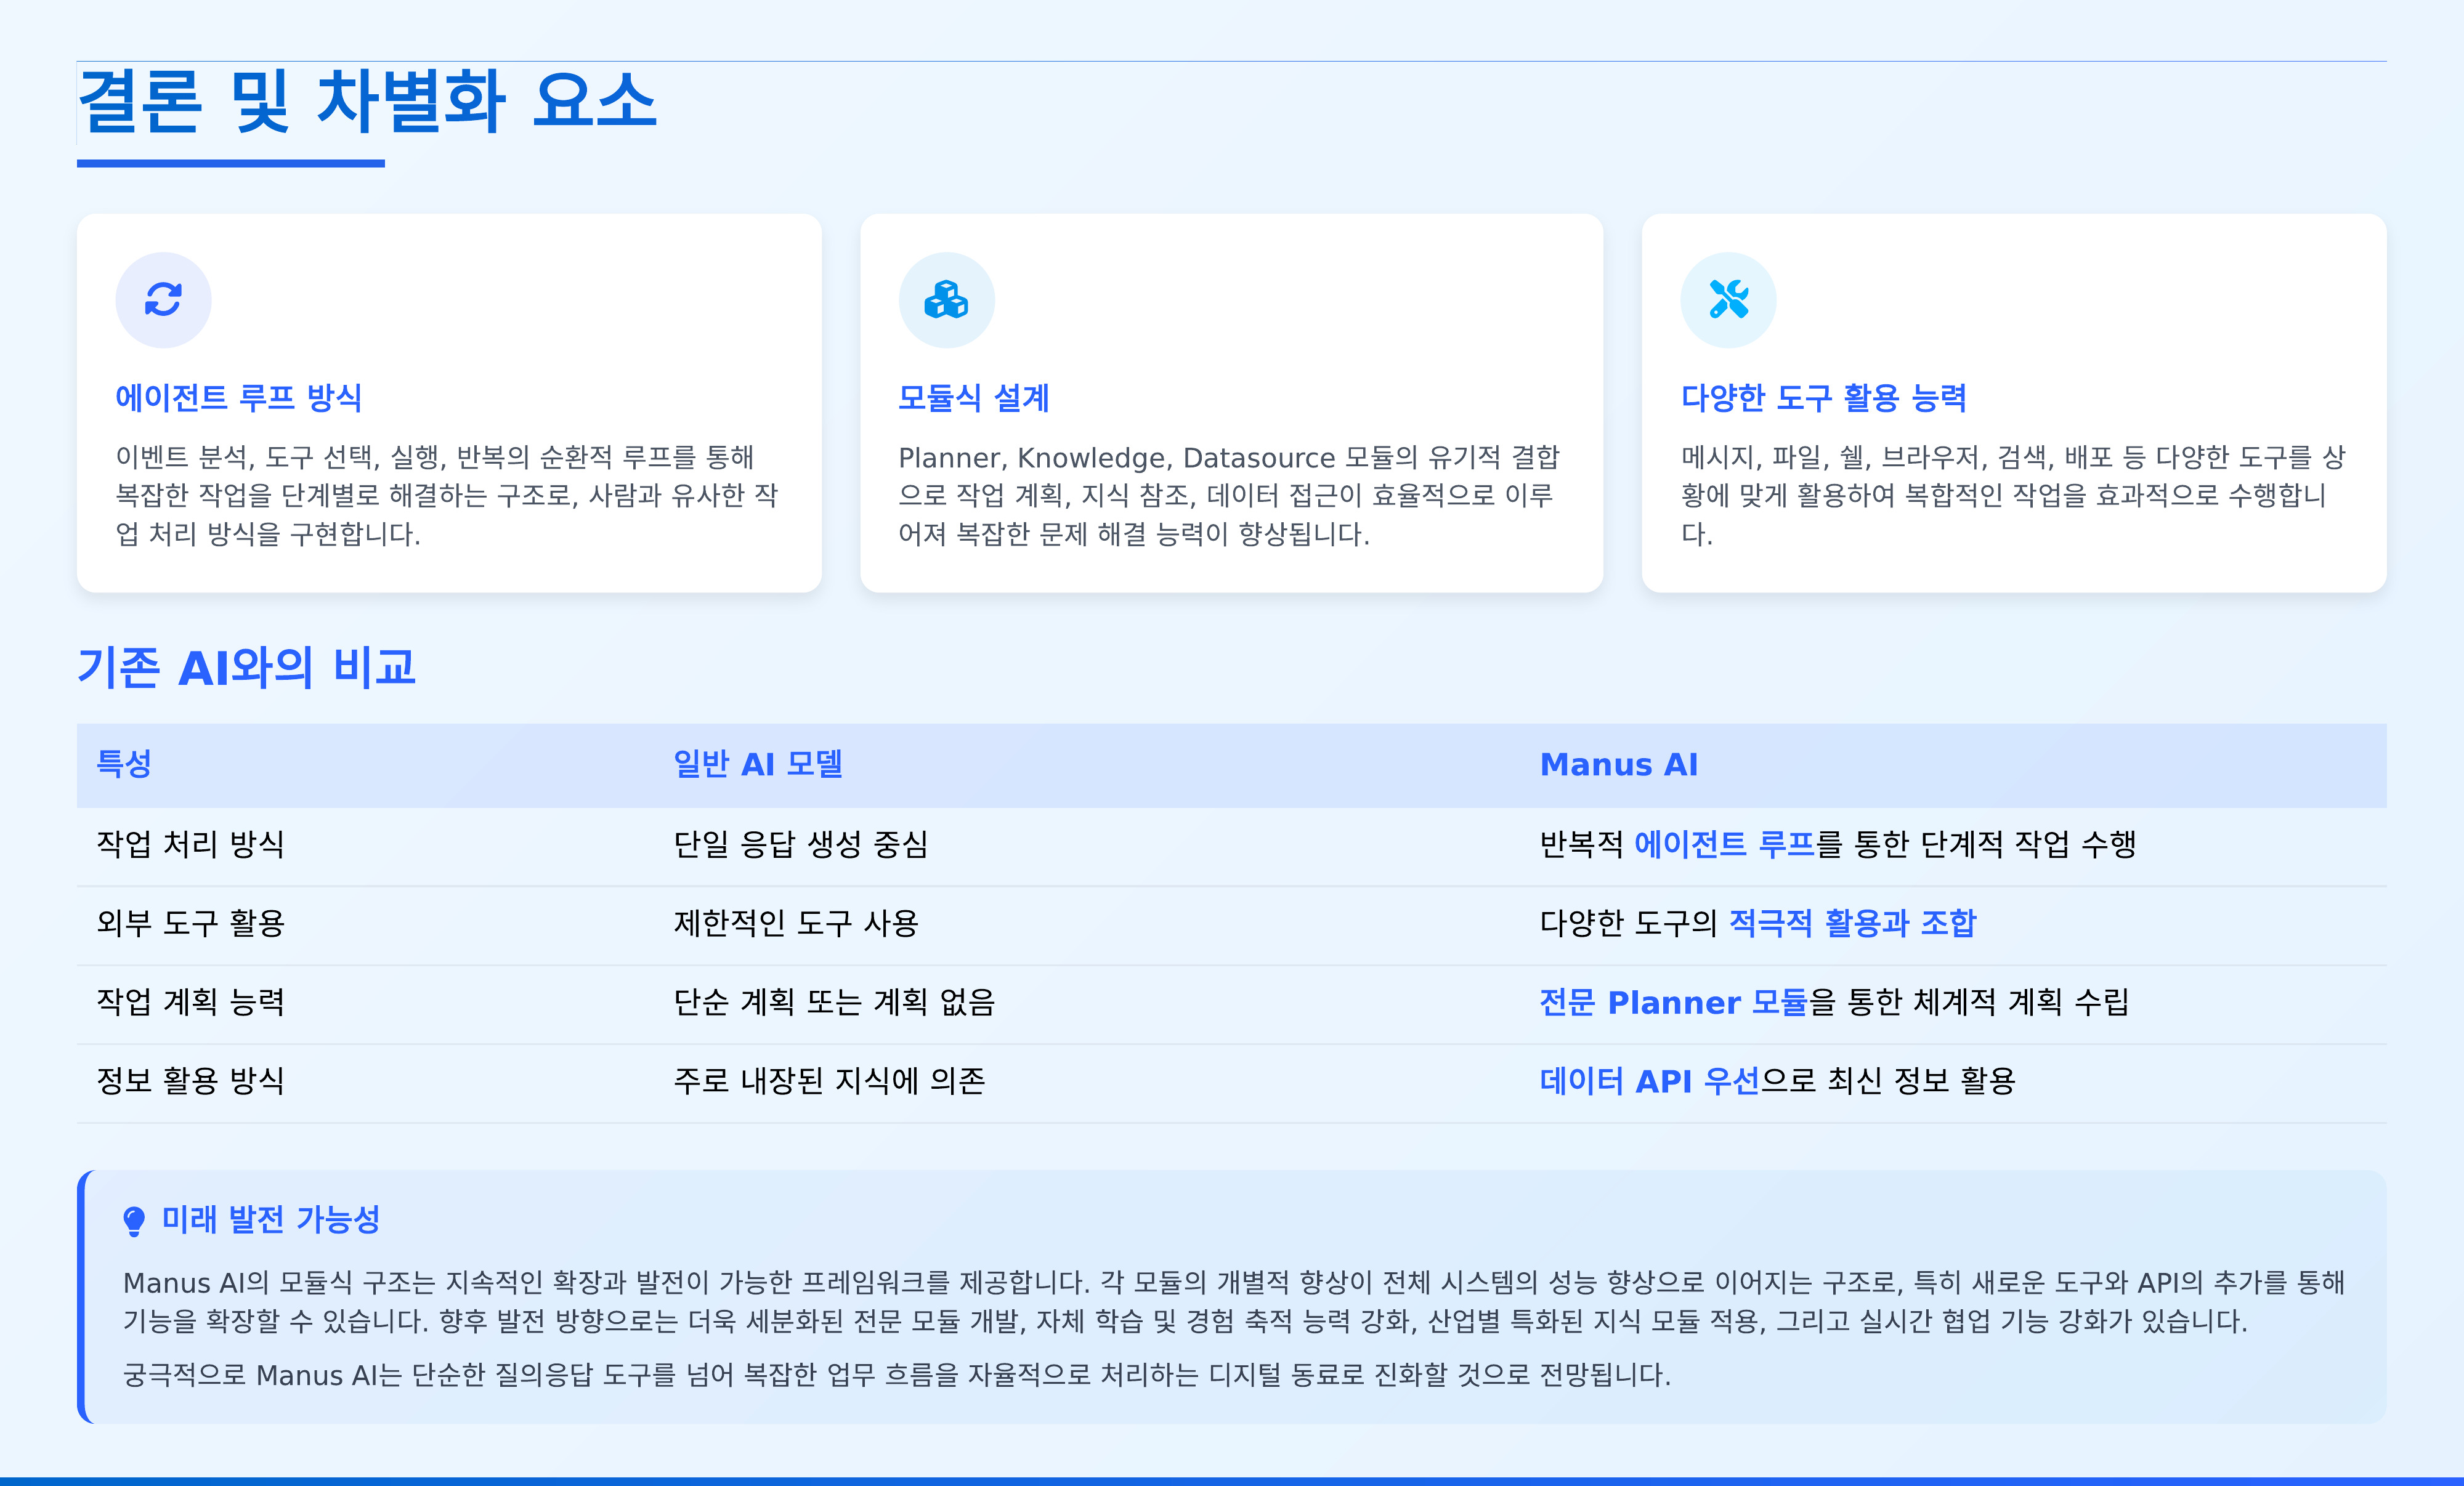 결론 및 차별화 요소
에이전트 루프 방식
이벤트 분석, 도구 선택, 실행, 반복의 순환적 루프를 통해
복잡한 작업을 단계별로 해결하는 구조로, 사람과 유사한 작
업 처리 방식을 구현합니다.
모듈식 설계
Planner, Knowledge, Datasource 모듈의 유기적 결합
으로 작업 계획, 지식 참조, 데이터 접근이 효율적으로 이루
어져 복잡한 문제 해결 능력이 향상됩니다.
다양한 도구 활용 능력
메시지, 파일, 쉘, 브라우저, 검색, 배포 등 다양한 도구를 상
황에 맞게 활용하여 복합적인 작업을 효과적으로 수행합니
다.
기존 AI와의 비교
특성 일반 AI 모델 Manus AI
작업 처리 방식 단일 응답 생성 중심 반복적 에이전트 루프를 통한 단계적 작업 수행
외부 도구 활용 제한적인 도구 사용 다양한 도구의 적극적 활용과 조합
작업 계획 능력 단순 계획 또는 계획 없음 전문 Planner 모듈을 통한 체계적 계획 수립
정보 활용 방식 주로 내장된 지식에 의존 데이터 API 우선으로 최신 정보 활용
미래 발전 가능성
Manus AI의 모듈식 구조는 지속적인 확장과 발전이 가능한 프레임워크를 제공합니다. 각 모듈의 개별적 향상이 전체 시스템의 성능 향상으로 이어지는 구조로, 특히 새로운 도구와 API의 추가를 통해
기능을 확장할 수 있습니다. 향후 발전 방향으로는 더욱 세분화된 전문 모듈 개발, 자체 학습 및 경험 축적 능력 강화, 산업별 특화된 지식 모듈 적용, 그리고 실시간 협업 기능 강화가 있습니다.
궁극적으로 Manus AI는 단순한 질의응답 도구를 넘어 복잡한 업무 흐름을 자율적으로 처리하는 디지털 동료로 진화할 것으로 전망됩니다.